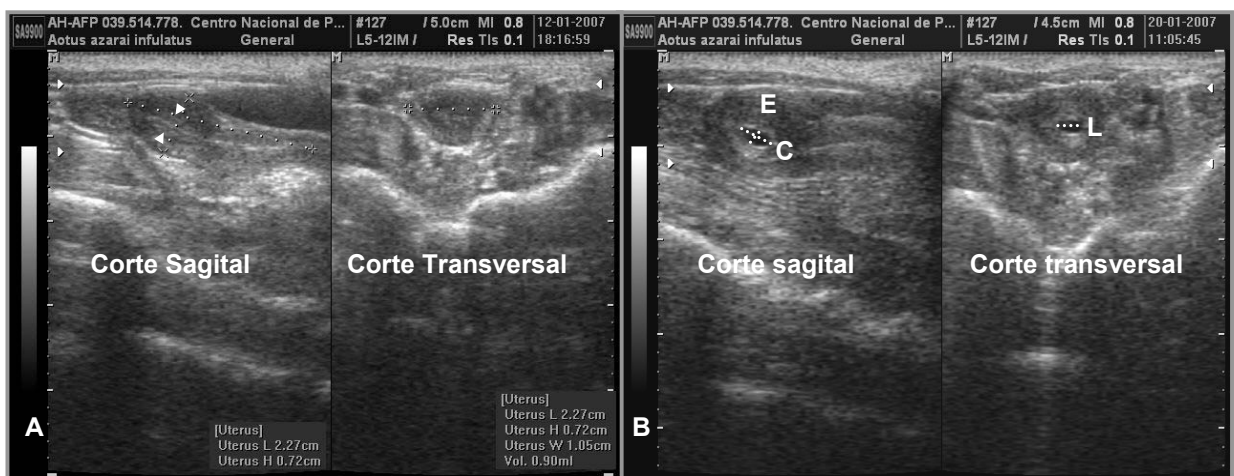 SA9900
AH-AFP 039.514.778. Centro Nacional de P... #127 / 5.0cm MI 0.8 12-01-2007
Aotus azarai infulatus General L5-12IM / Res TIs 0.1 18:16:59
M
Corte Sagital
Corte Transversal
[Uterus]
Uterus L 2.27cm
Uterus H 0.72cm
[Uterus]
Uterus L 2.27cm
Uterus H 0.72cm
Uterus W 1.05cm
Vol. 0.90ml
A
SA9900
AH-AFP 039.514.778. Centro Nacional de P... #127 / 4.5cm MI 0.8 20-01-2007
Aotus azarai infulatus General L5-12IM / Res TIs 0.1 11:05:45
M
E
C
L
Corte sagital
Corte transversal
B